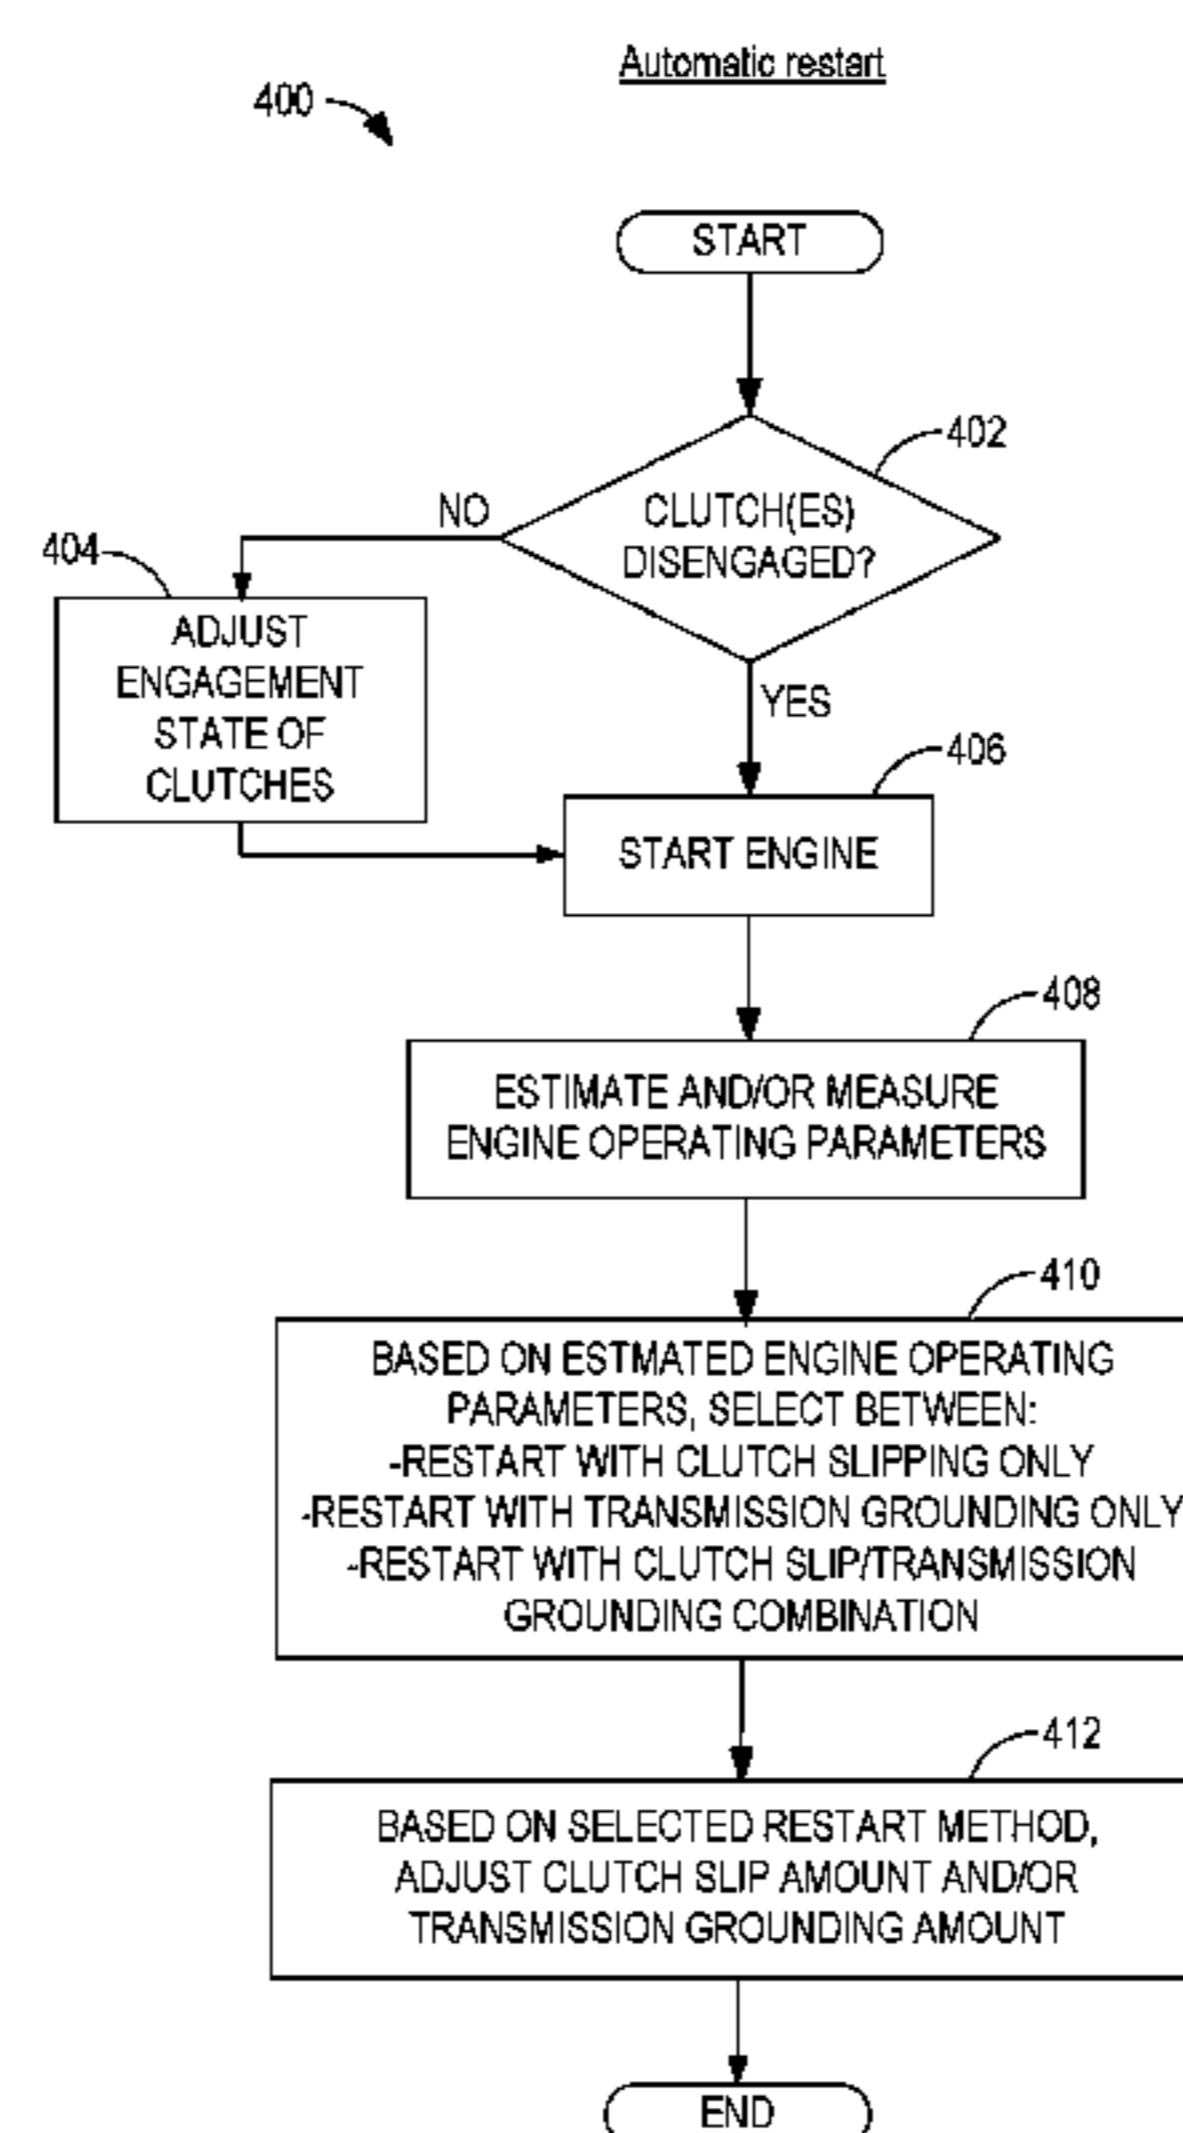 Automatic restart
400
START
402
CLUTCH(ES)
DISENGAGED?
NO
404
ADJUST
ENGAGEMENT
STATE OF
CLUTCHES
YES
406
START ENGINE
408
ESTIMATE AND/OR MEASURE
ENGINE OPERATING PARAMETERS
410
BASED ON ESTMATED ENGINE OPERATING
PARAMETERS, SELECT BETWEEN:
-RESTART WITH CLUTCH SLIPPING ONLY
-RESTART WITH TRANSMISSION GROUNDING ONLY
-RESTART WITH CLUTCH SLIP/TRANSMISSION
GROUNDING COMBINATION
412
BASED ON SELECTED RESTART METHOD,
ADJUST CLUTCH SLIP AMOUNT AND/OR
TRANSMISSION GROUNDING AMOUNT
END